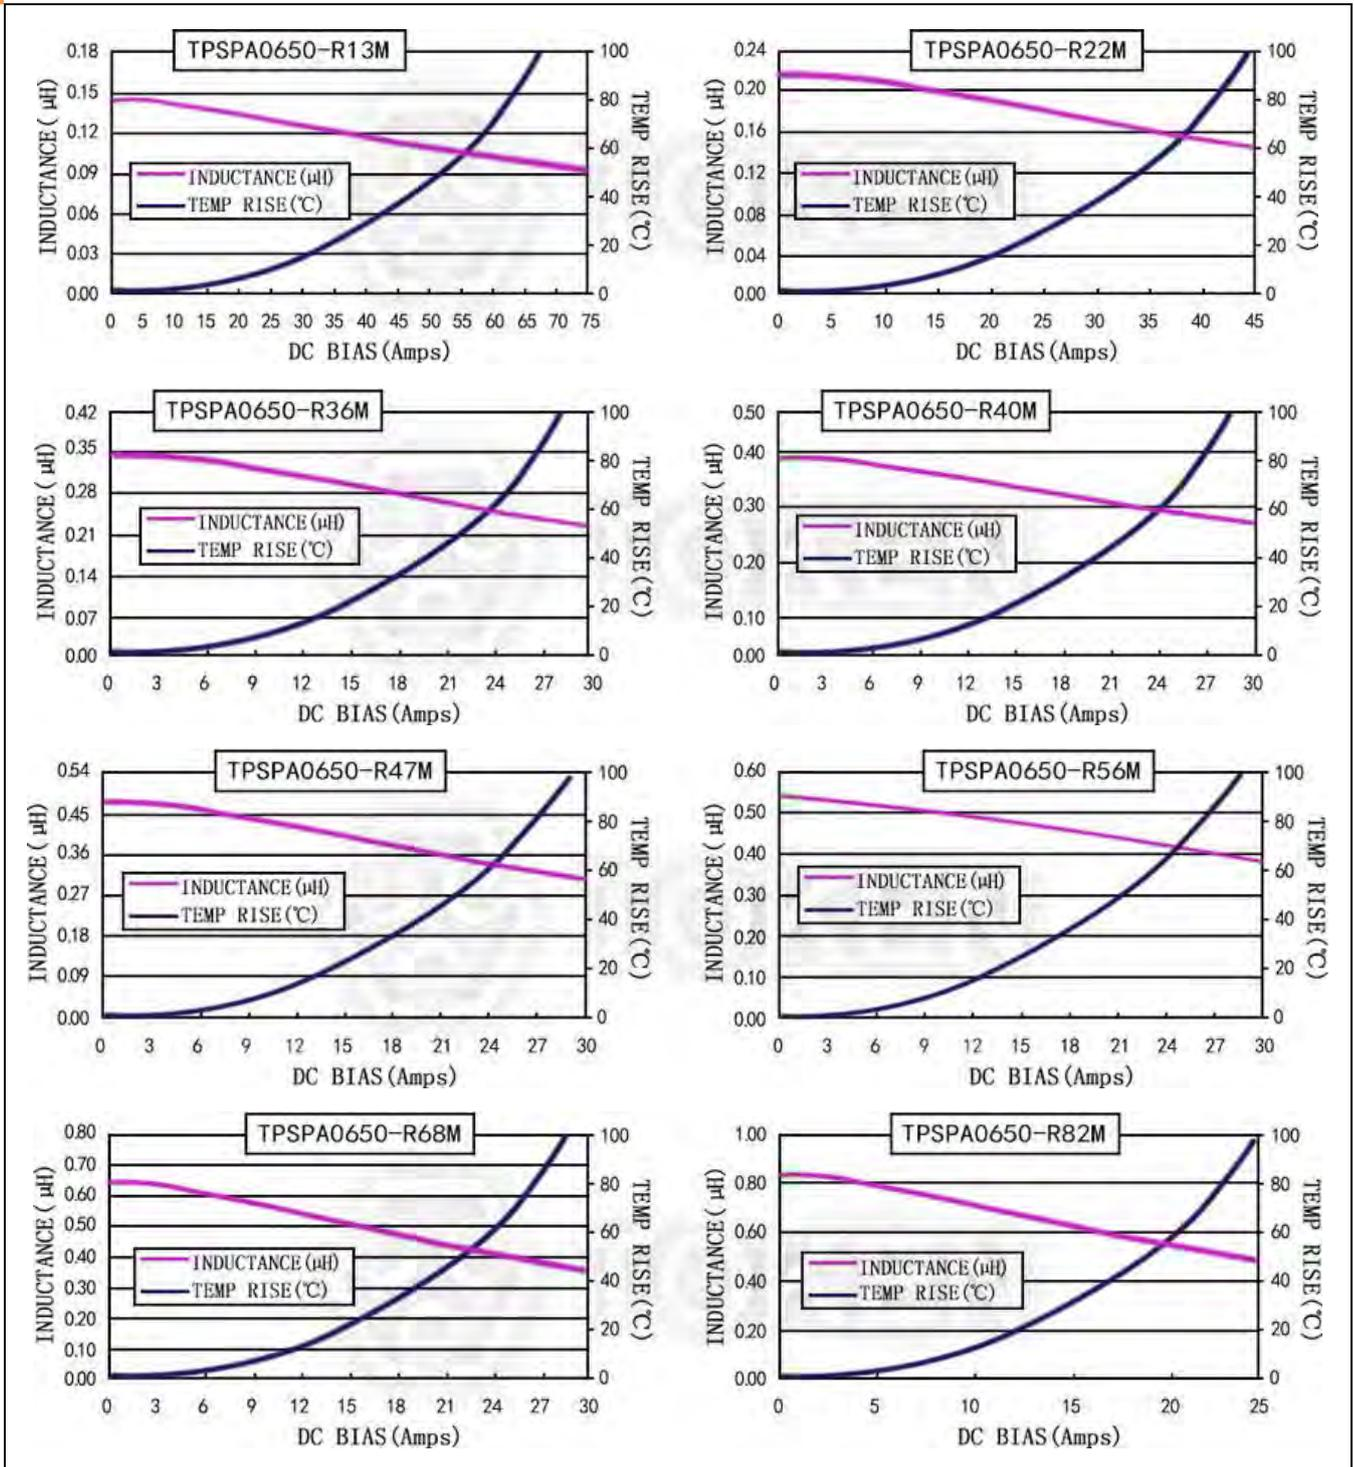 TPSPA0650-R13M
INDUCTANCE( μH)
0.18
0.15
0.12
0.09
0.06
0.03
0.00
INDUCTANCE(μH)
TEMP RISE(℃)
100
80
60
40
20
0
TEMP RISE(℃)
0 5 10 15 20 25 30 35 40 45 50 55 60 65 70 75
DC BIAS(Amps)
TPSPA0650-R22M
INDUCTANCE( μH)
0.24
0.20
0.16
0.12
0.08
0.04
0.00
INDUCTANCE(μH)
TEMP RISE(℃)
100
80
60
40
20
0
TEMP RISE(℃)
0 5 10 15 20 25 30 35 40 45
DC BIAS(Amps)
TPSPA0650-R36M
INDUCTANCE( μH)
0.42
0.35
0.28
0.21
0.14
0.07
0.00
INDUCTANCE(μH)
TEMP RISE(℃)
100
80
60
40
20
0
TEMP RISE(℃)
0 3 6 9 12 15 18 21 24 27 30
DC BIAS(Amps)
TPSPA0650-R40M
INDUCTANCE( μH)
0.50
0.40
0.30
0.20
0.10
0.00
INDUCTANCE(μH)
TEMP RISE(℃)
100
80
60
40
20
0
TEMP RISE(℃)
0 3 6 9 12 15 18 21 24 27 30
DC BIAS(Amps)
TPSPA0650-R47M
INDUCTANCE( μH)
0.54
0.45
0.36
0.27
0.18
0.09
0.00
INDUCTANCE(μH)
TEMP RISE(℃)
100
80
60
40
20
0
TEMP RISE(℃)
0 3 6 9 12 15 18 21 24 27 30
DC BIAS(Amps)
TPSPA0650-R56M
INDUCTANCE( μH)
0.60
0.50
0.40
0.30
0.20
0.10
0.00
INDUCTANCE(μH)
TEMP RISE(℃)
100
80
60
40
20
0
TEMP RISE(℃)
0 3 6 9 12 15 18 21 24 27 30
DC BIAS(Amps)
TPSPA0650-R68M
INDUCTANCE( μH)
0.80
0.70
0.60
0.50
0.40
0.30
0.20
0.10
0.00
INDUCTANCE(μH)
TEMP RISE(℃)
100
80
60
40
20
0
TEMP RISE(℃)
0 3 6 9 12 15 18 21 24 27 30
DC BIAS(Amps)
TPSPA0650-R82M
INDUCTANCE( μH)
1.00
0.80
0.60
0.40
0.20
0.00
INDUCTANCE(μH)
TEMP RISE(℃)
100
80
60
40
20
0
TEMP RISE(℃)
0 5 10 15 20 25
DC BIAS(Amps)